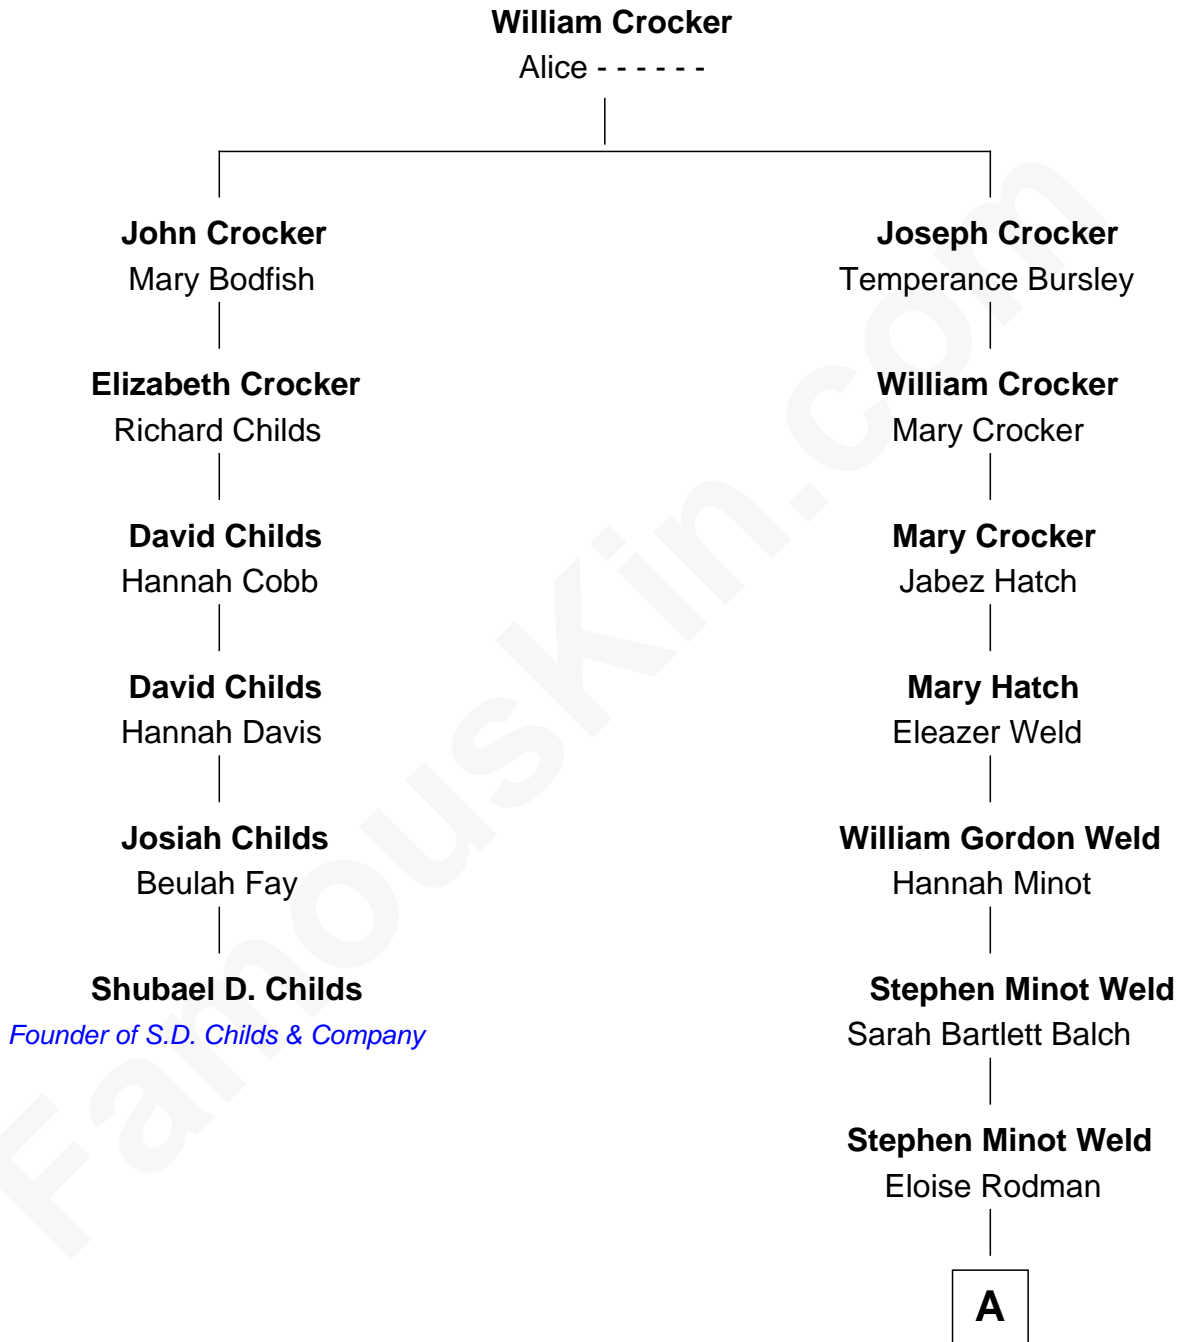 William Crocker
Alice - - - - - -
John Crocker
Mary Bodfish
Elizabeth Crocker
Richard Childs
David Childs
Hannah Cobb
David Childs
Hannah Davis
Josiah Childs
Beulah Fay
Shubael D. Childs
Founder of S.D. Childs & Company
Joseph Crocker
Temperance Bursley
William Crocker
Mary Crocker
Mary Crocker
Jabez Hatch
Mary Hatch
Eleazer Weld
William Gordon Weld
Hannah Minot
Stephen Minot Weld
Sarah Bartlett Balch
Stephen Minot Weld
Eloise Rodman
A
FamousKin.com